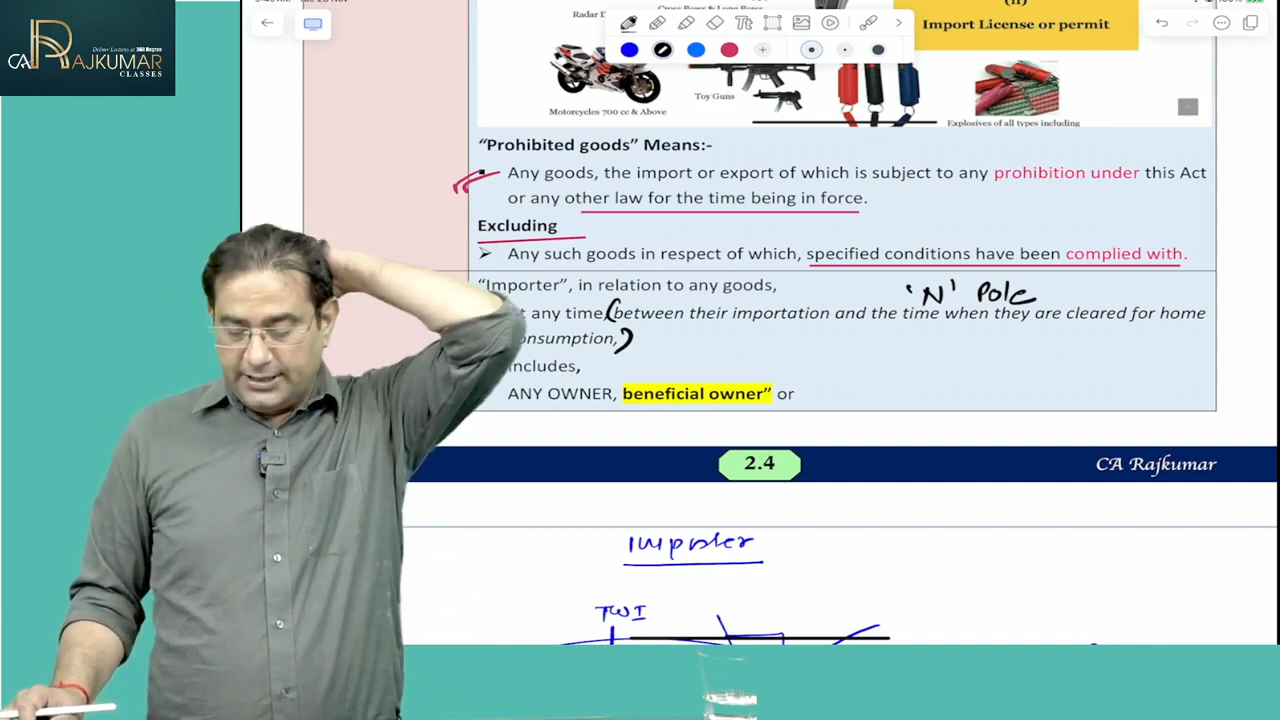 Deliver Lectures at 360 Degree
CA RAJKUMAR
CLASSES
Radar D
Cross Bows & Long Bows
(ii)
Import License or permit
Tt
Motorcycles 700 cc & Above
Toy Guns
Explosives of all types including
“Prohibited goods” Means:-
Any goods, the import or export of which is subject to any prohibition under this Act
or any other law for the time being in force.
Excluding
Any such goods in respect of which, specified conditions have been complied with.
“Importer”, in relation to any goods,
'N' Pole
t any time, (between their importation and the time when they are cleared for home
onsumption,)
includes,
ANY OWNER, beneficial owner” or
2.4
CA Rajkumar
Importer
TWI